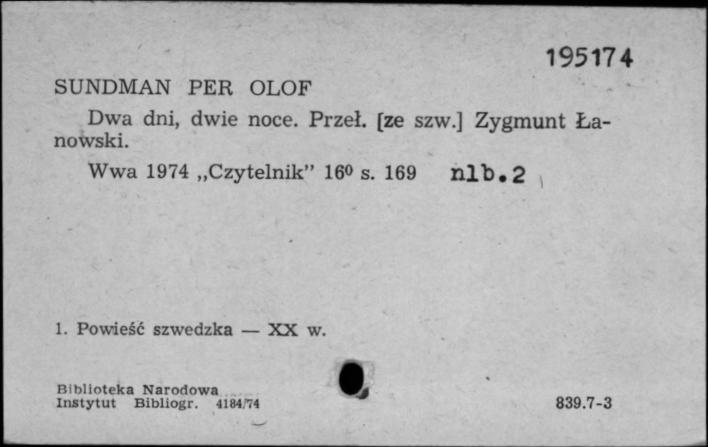 195174
SUNDMAN PER OLOF
Dwa dni, dwie noce. Przeł. [ze szw.] Zygmunt Ła-
nowski.
Wwa 1974 „Czytelnik” 16⁰ s. 169 nlb.2
1. Powieść szwedzka — XX w.
Biblioteka Narodowa
Instytut Bibliogr. 4184/74
839.7-3